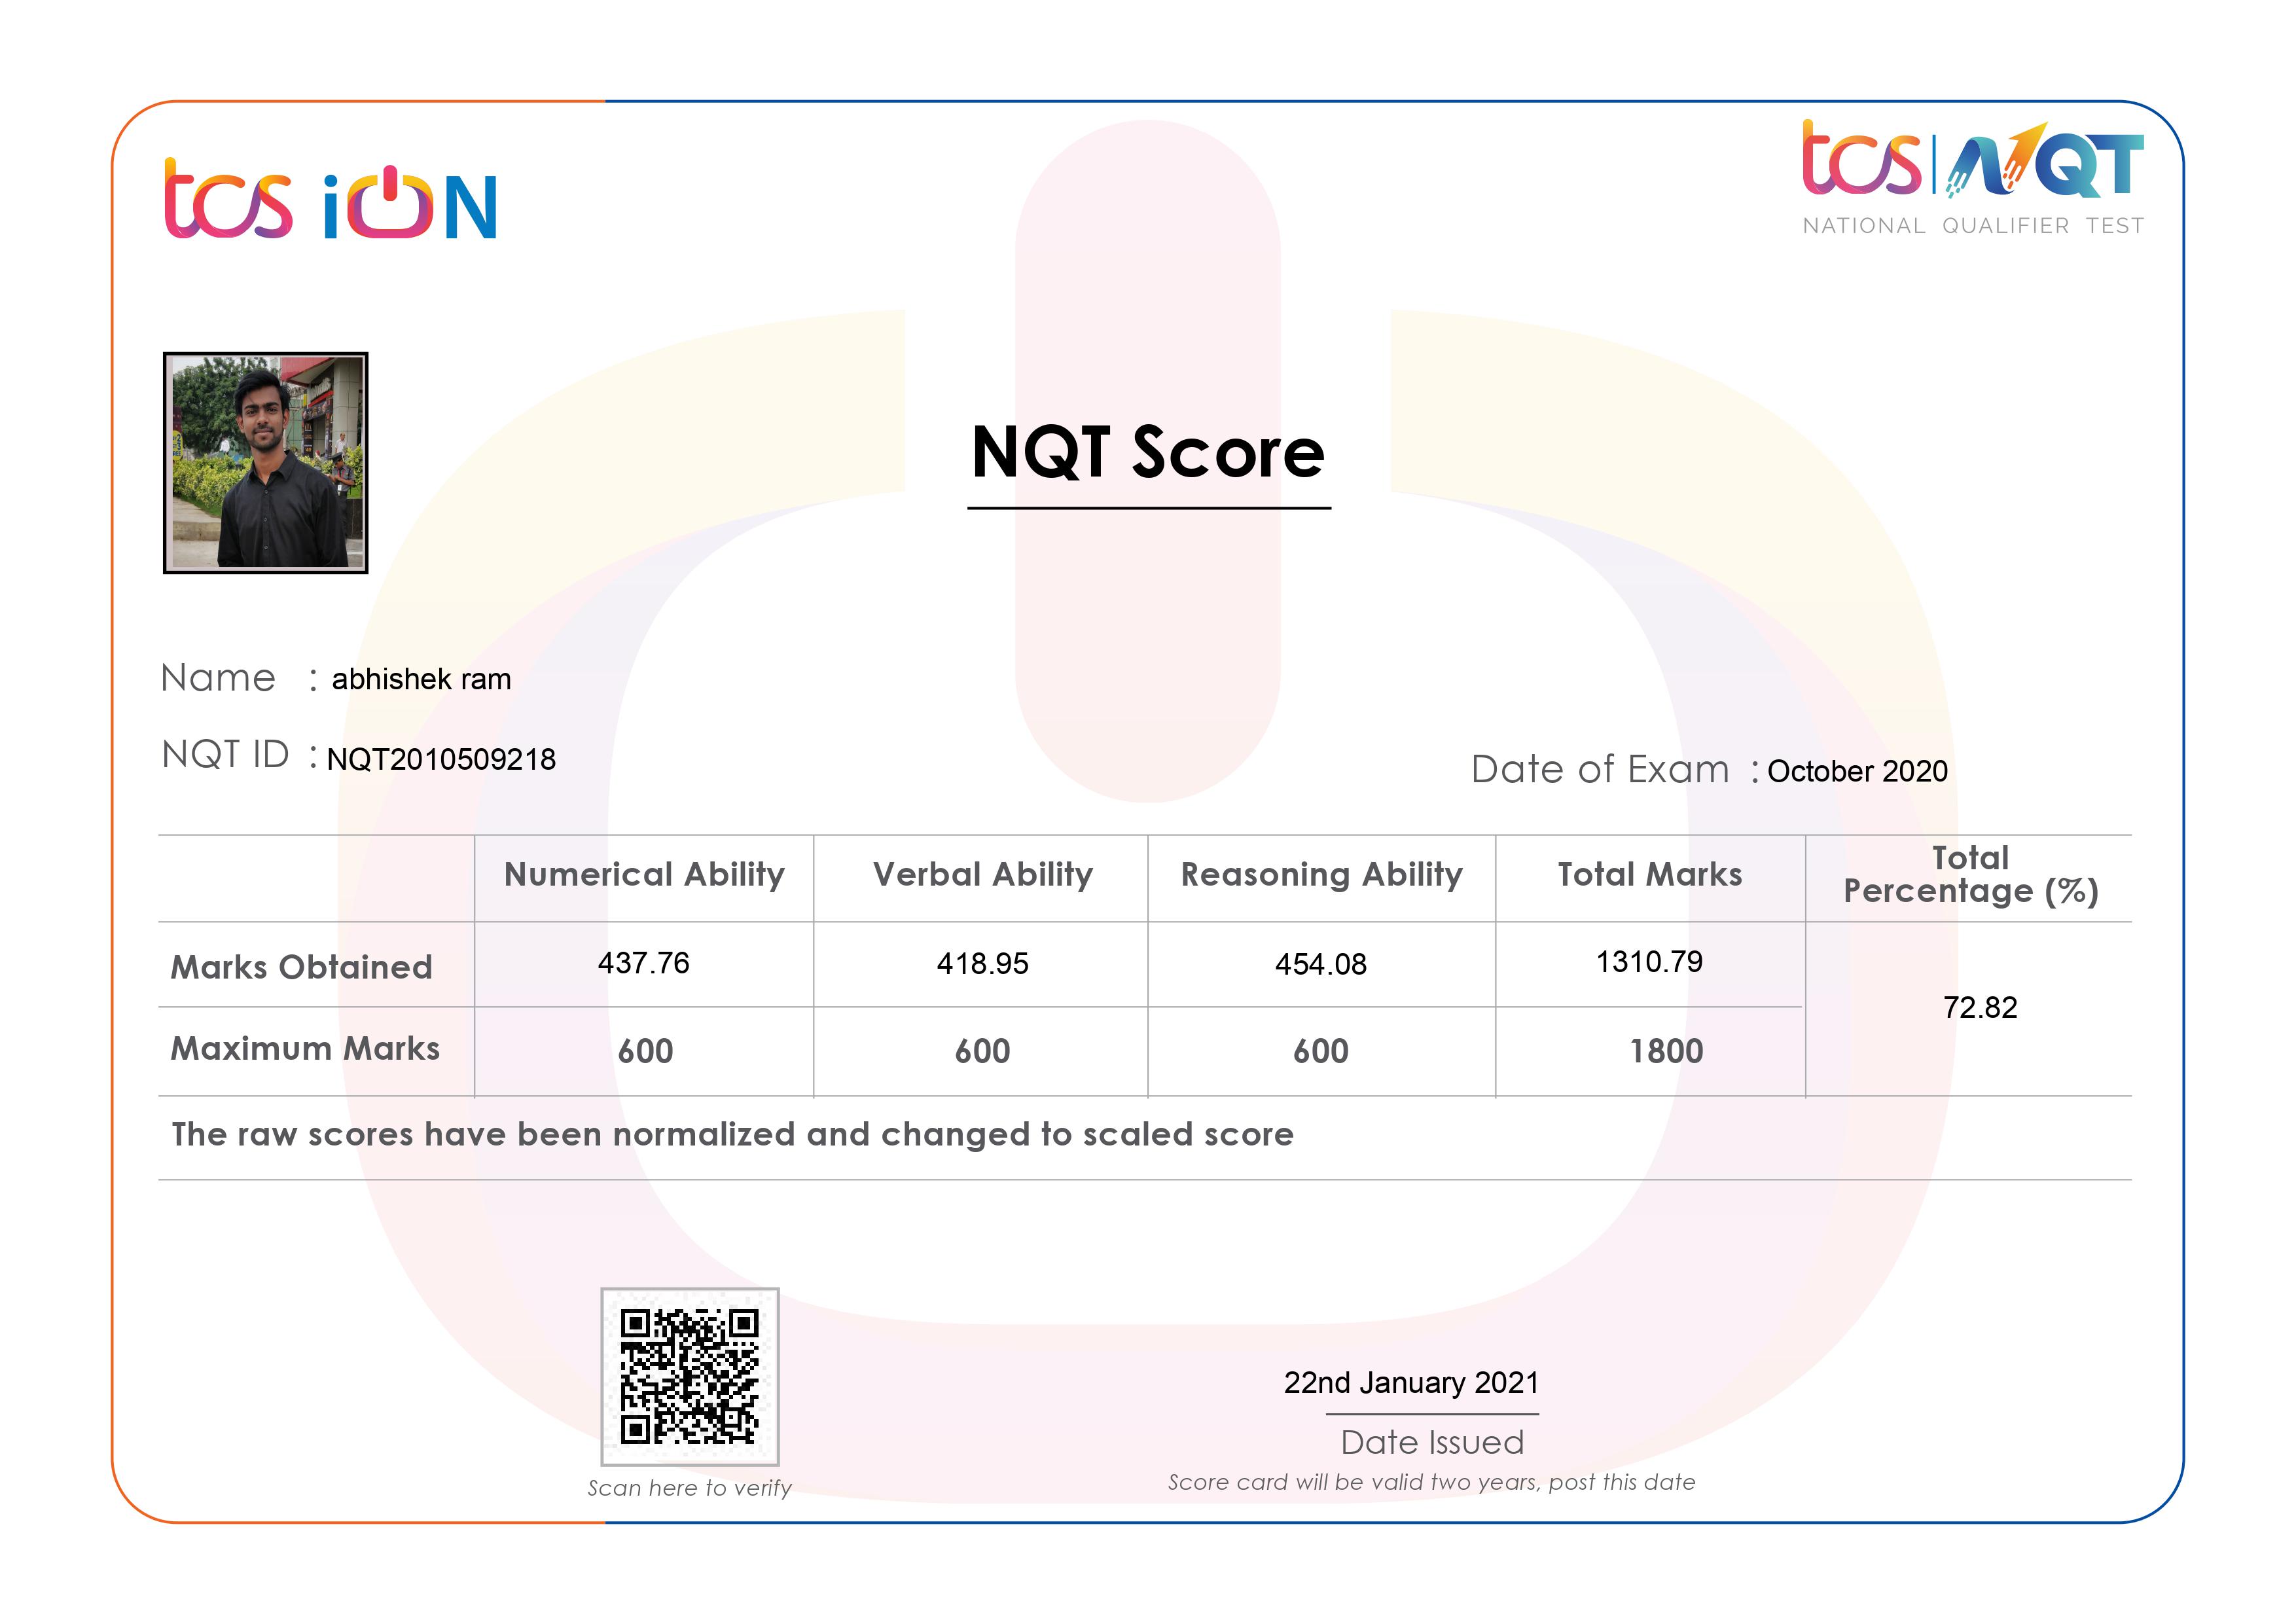 tcs iON
tcs | NQT
NATIONAL QUALIFIER TEST
NQT Score
Name : abhishek ram
NQT ID : NQT2010509218
Date of Exam : October 2020
Numerical Ability Verbal Ability Reasoning Ability Total Marks Total Percentage (%)
Marks Obtained 437.76 418.95 454.08 1310.79 72.82
Maximum Marks 600 600 600 1800
The raw scores have been normalized and changed to scaled score
Scan here to verify
22nd January 2021
Date Issued
Score card will be valid two years, post this date